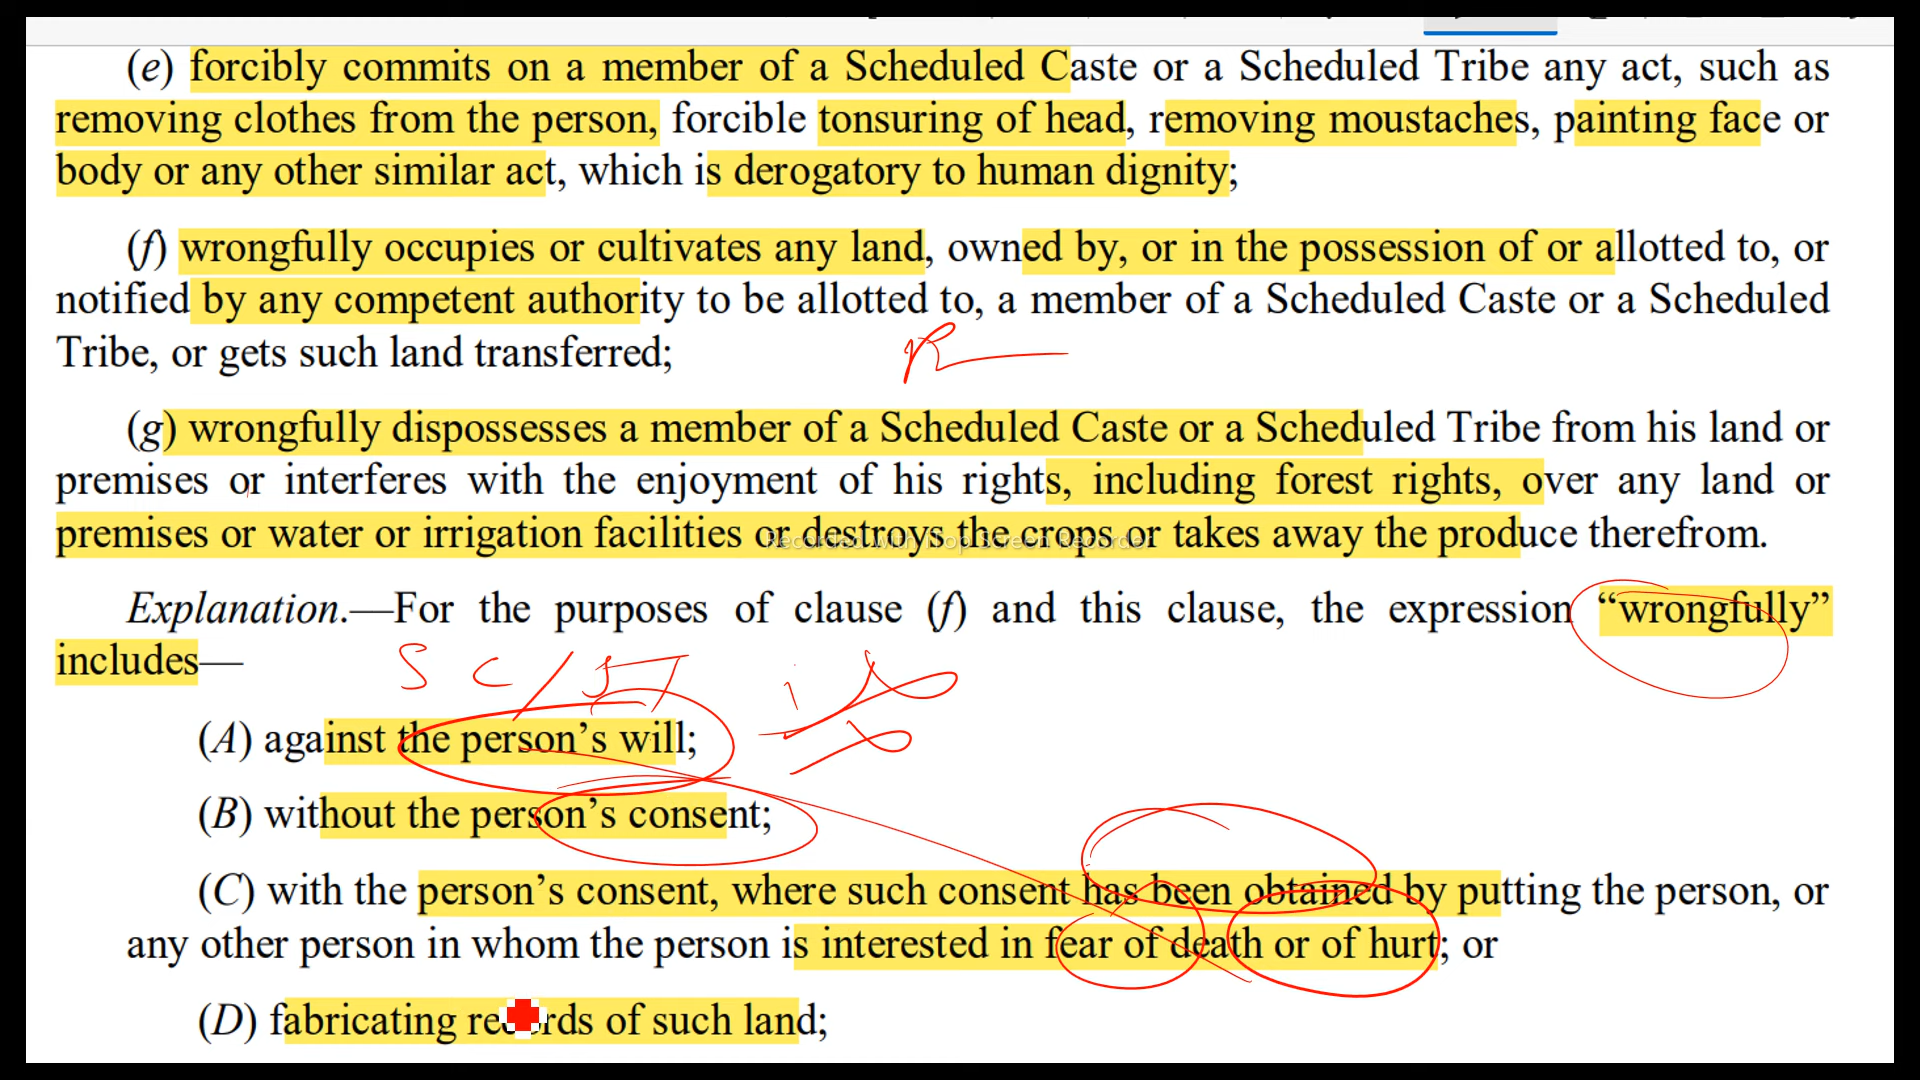 (e) forcibly commits on a member of a Scheduled Caste or a Scheduled Tribe any act, such as
removing clothes from the person, forcible tonsuring of head, removing moustaches, painting face or
body or any other similar act, which is derogatory to human dignity;
(f) wrongfully occupies or cultivates any land, owned by, or in the possession of or allotted to, or
notified by any competent authority to be allotted to, a member of a Scheduled Caste or a Scheduled
Tribe, or gets such land transferred;
(g) wrongfully dispossesses a member of a Scheduled Caste or a Scheduled Tribe from his land or
premises or interferes with the enjoyment of his rights, including forest rights, over any land or
premises or water or irrigation facilities or destroys the crops or takes away the produce therefrom.
Recorded with iTop Screen Recorder
Explanation.—For the purposes of clause (f) and this clause, the expression “wrongfully”
includes—
SC/ST
(A) against the person’s will;
(B) without the person’s consent;
(C) with the person’s consent, where such consent has been obtained by putting the person, or
any other person in whom the person is interested in fear of death or of hurt; or
(D) fabricating records of such land;